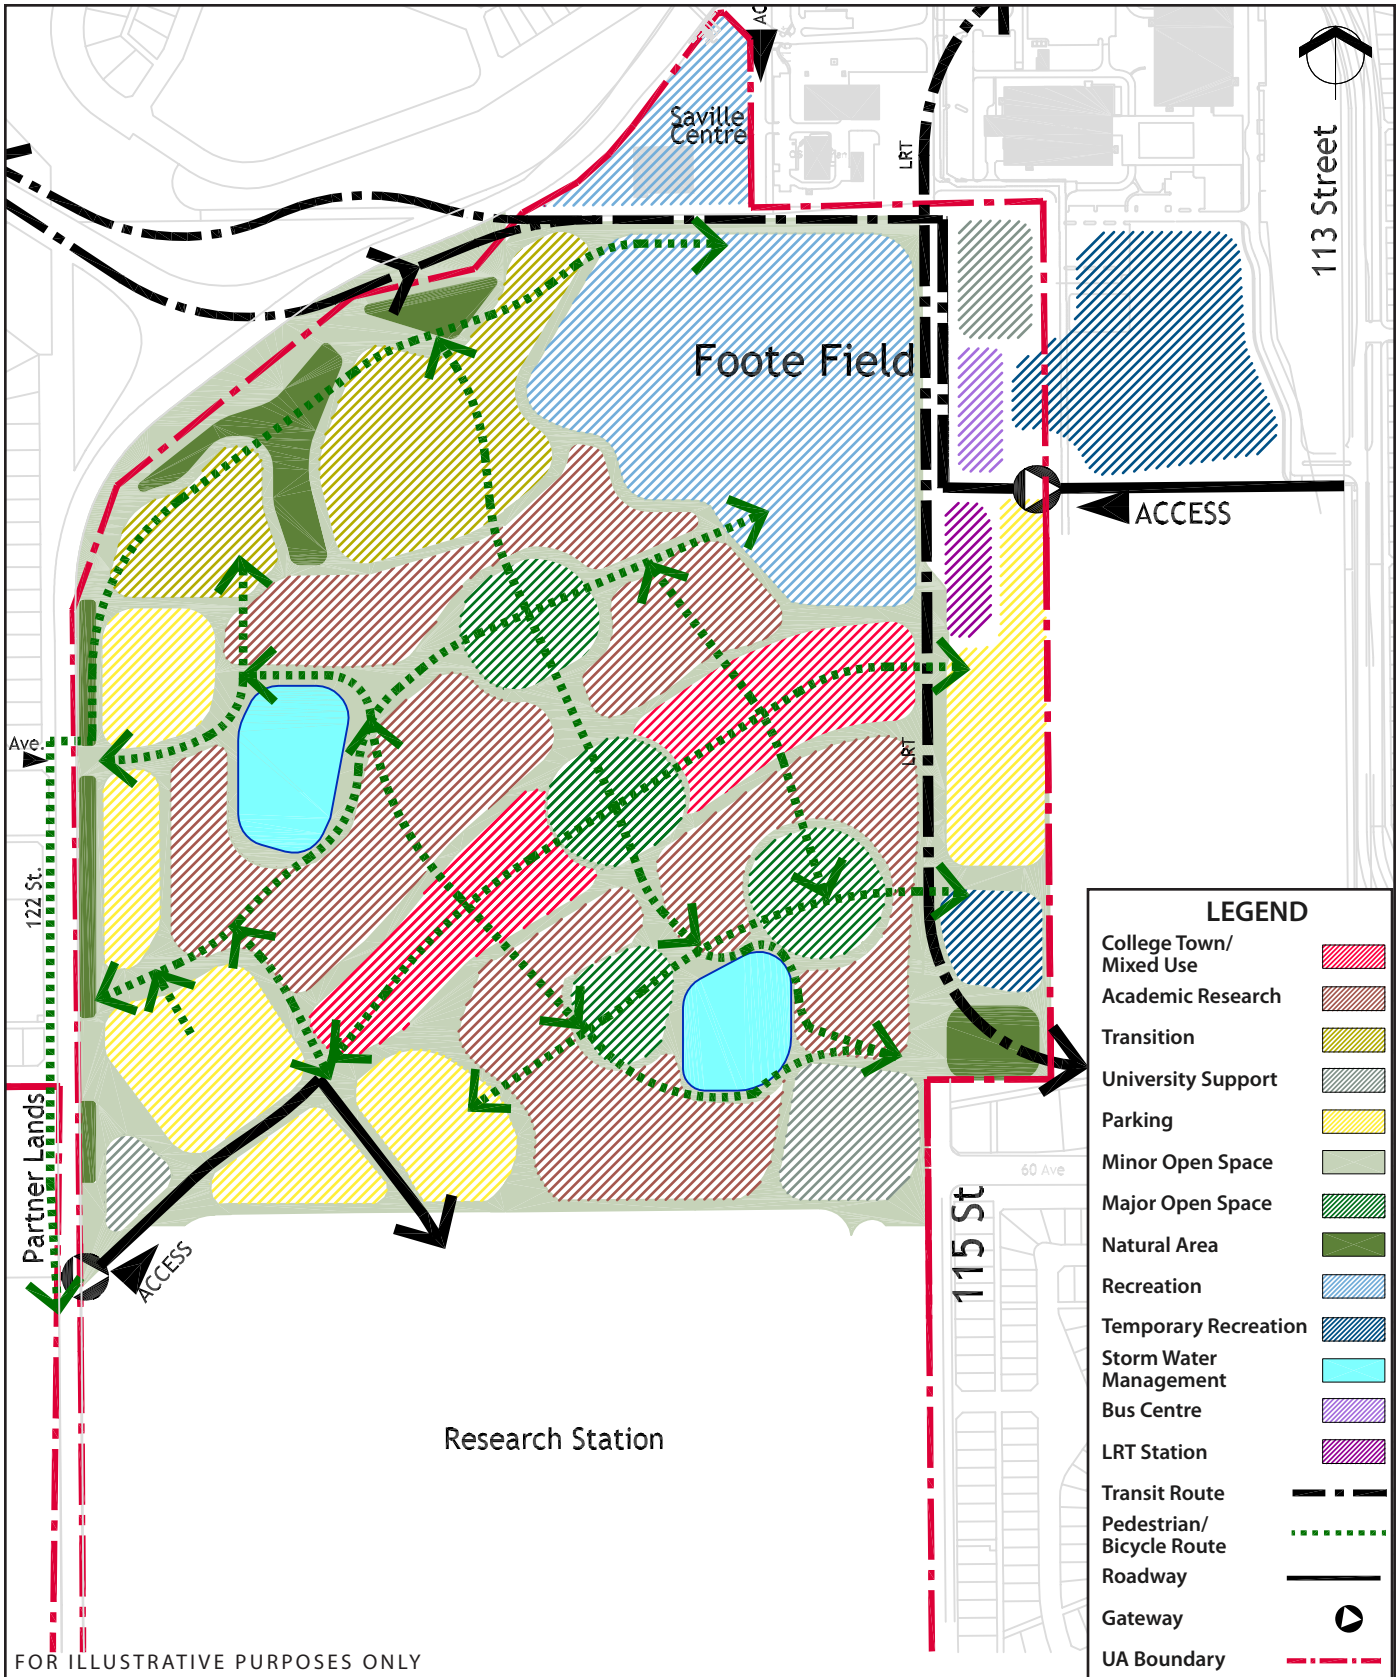 AC
Saville
Centre
LRT
113 Street
Foote Field
ACCESS
Ave.
LRT
122 St.
Partner Lands
ACCESS
60 Ave
115 St
Research Station
LEGEND
College Town/
Mixed Use
Academic Research
Transition
University Support
Parking
Minor Open Space
Major Open Space
Natural Area
Recreation
Temporary Recreation
Storm Water
Management
Bus Centre
LRT Station
Transit Route
Pedestrian/
Bicycle Route
Roadway
Gateway
UA Boundary
FOR ILLUSTRATIVE PURPOSES ONLY